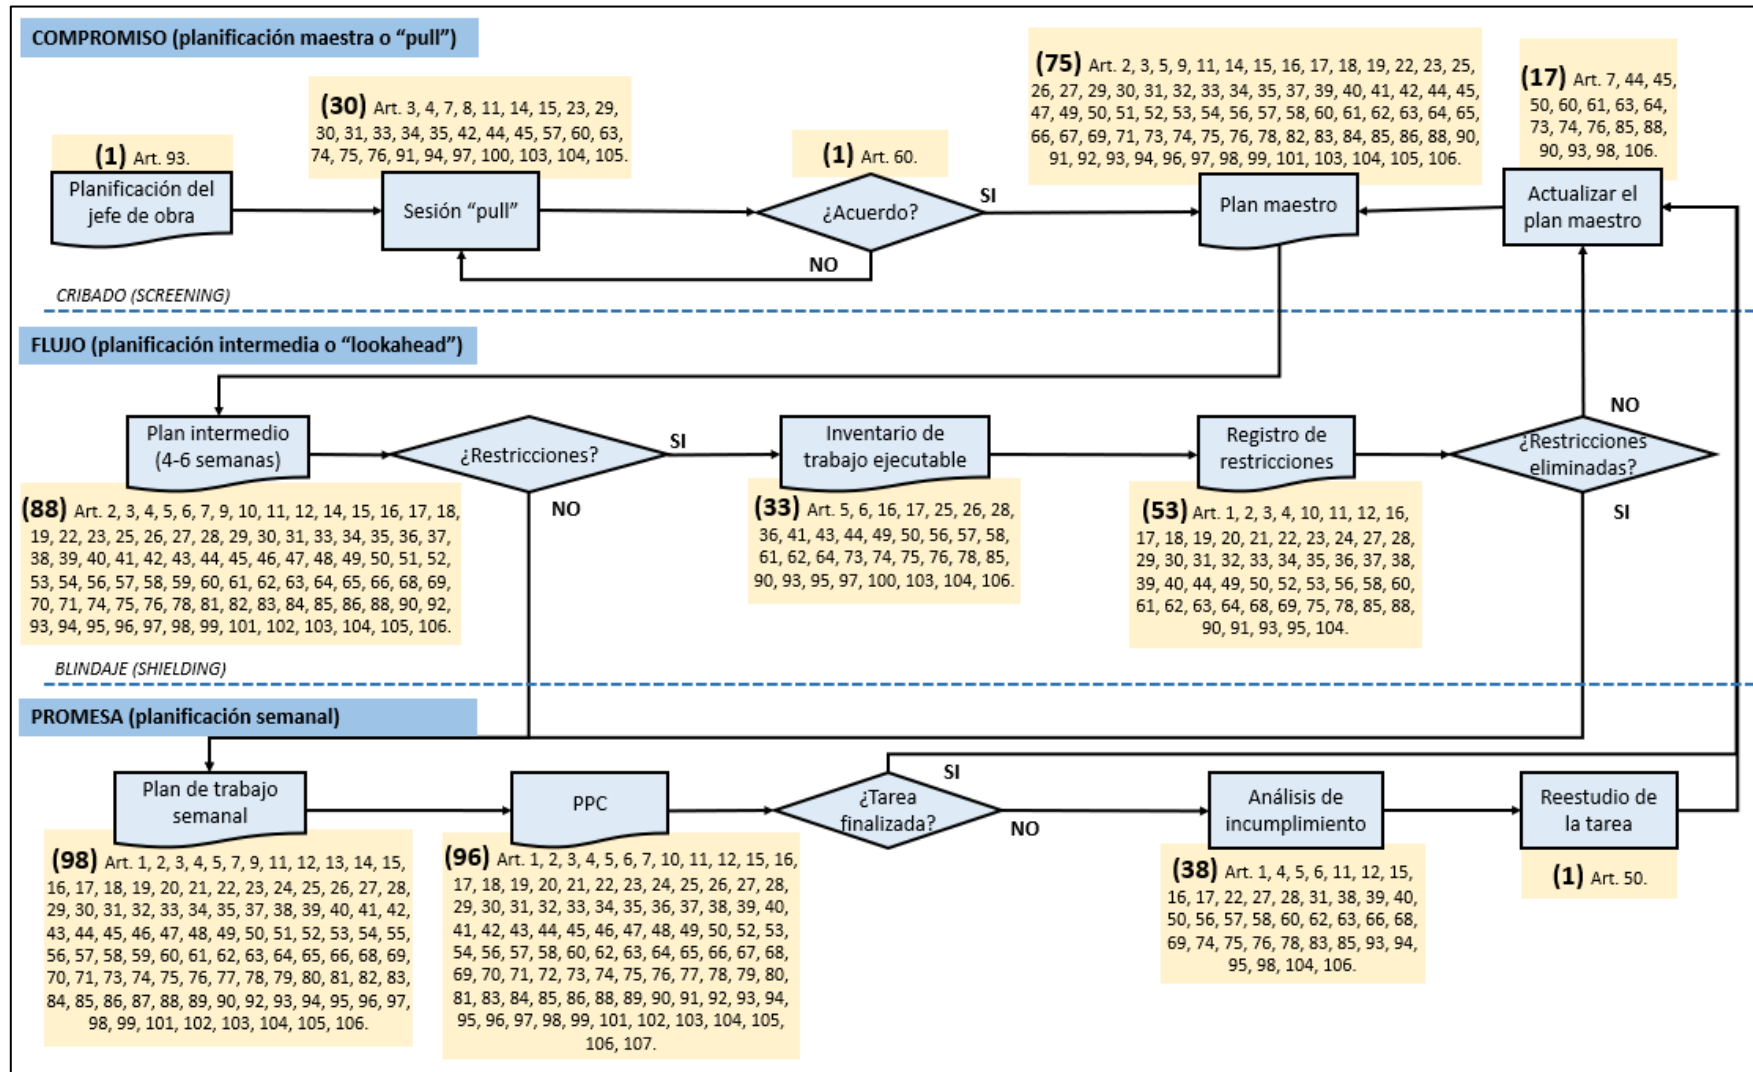 COMPROMISO (planificación maestra o “pull”)
(1) Art. 93.
Planificación del
jefe de obra
(30) Art. 3, 4, 7, 8, 11, 14, 15, 23, 29,
30, 31, 33, 34, 35, 42, 44, 45, 57, 60, 63,
74, 75, 76, 91, 94, 97, 100, 103, 104, 105.
Sesión “pull”
(1) Art. 60.
¿Acuerdo?
SI
NO
(75) Art. 2, 3, 5, 9, 11, 14, 15, 16, 17, 18, 19, 22, 23, 25,
26, 27, 29, 30, 31, 32, 33, 34, 35, 37, 39, 40, 41, 42, 44, 45,
47, 49, 50, 51, 52, 53, 54, 56, 57, 58, 60, 61, 62, 63, 64, 65,
66, 67, 69, 71, 73, 74, 75, 76, 78, 82, 83, 84, 85, 86, 88, 90,
91, 92, 93, 94, 96, 97, 98, 99, 101, 103, 104, 105, 106.
Plan maestro
(17) Art. 7, 44, 45,
50, 60, 61, 63, 64,
73, 74, 76, 85, 88,
90, 93, 98, 106.
Actualizar el
plan maestro
CRIBADO (SCREENING)
FLUJO (planificación intermedia o “lookahead”)
Plan intermedio
(4-6 semanas)
(88) Art. 2, 3, 4, 5, 6, 7, 9, 10, 11, 12, 14, 15, 16, 17, 18,
19, 22, 23, 25, 26, 27, 28, 29, 30, 31, 33, 34, 35, 36, 37,
38, 39, 40, 41, 42, 43, 44, 45, 46, 47, 48, 49, 50, 51, 52,
53, 54, 56, 57, 58, 59, 60, 61, 62, 63, 64, 65, 66, 68, 69,
70, 71, 74, 75, 76, 78, 81, 82, 83, 84, 85, 86, 88, 90, 92,
93, 94, 95, 96, 97, 98, 99, 101, 102, 103, 104, 105, 106.
¿Restricciones?
SI
NO
Inventario de
trabajo ejecutable
(33) Art. 5, 6, 16, 17, 25, 26, 28,
36, 41, 43, 44, 49, 50, 56, 57, 58,
61, 62, 64, 73, 74, 75, 76, 78, 85,
90, 93, 95, 97, 100, 103, 104, 106.
Registro de
restricciones
(53) Art. 1, 2, 3, 4, 10, 11, 12, 16,
17, 18, 19, 20, 21, 22, 23, 24, 27, 28,
29, 30, 31, 32, 33, 34, 35, 36, 37, 38,
39, 40, 44, 49, 50, 52, 53, 56, 58, 60,
61, 62, 63, 64, 68, 69, 75, 78, 85, 88,
90, 91, 93, 95, 104.
¿Restricciones
eliminadas?
NO
SI
BLINDAJE (SHIELDING)
PROMESA (planificación semanal)
Plan de trabajo
semanal
(98) Art. 1, 2, 3, 4, 5, 7, 9, 11, 12, 13, 14, 15,
16, 17, 18, 19, 20, 21, 22, 23, 24, 25, 26, 27, 28,
29, 30, 31, 32, 33, 34, 35, 37, 38, 39, 40, 41, 42,
43, 44, 45, 46, 47, 48, 49, 50, 51, 52, 53, 54, 55,
56, 57, 58, 59, 60, 61, 62, 63, 64, 65, 66, 68, 69,
70, 71, 73, 74, 75, 76, 77, 78, 79, 80, 81, 82, 83,
84, 85, 86, 87, 88, 89, 90, 92, 93, 94, 95, 96, 97,
98, 99, 101, 102, 103, 104, 105, 106.
PPC
(96) Art. 1, 2, 3, 4, 5, 6, 7, 10, 11, 12, 15, 16,
17, 18, 19, 20, 21, 22, 23, 24, 25, 26, 27, 28,
29, 30, 31, 32, 33, 34, 35, 36, 37, 38, 39, 40,
41, 42, 43, 44, 45, 46, 47, 48, 49, 50, 52, 53,
54, 56, 57, 58, 60, 62, 63, 64, 65, 66, 67, 68,
69, 70, 71, 72, 73, 74, 75, 76, 77, 78, 79, 80,
81, 83, 84, 85, 86, 88, 89, 90, 91, 92, 93, 94,
95, 96, 97, 98, 99, 101, 102, 103, 104, 105,
106, 107.
¿Tarea
finalizada?
SI
NO
Análisis de
incumplimiento
(38) Art. 1, 4, 5, 6, 11, 12, 15,
16, 17, 22, 27, 28, 31, 38, 39, 40,
50, 56, 57, 58, 60, 62, 63, 66, 68,
69, 74, 75, 76, 78, 83, 85, 93, 94,
95, 98, 104, 106.
Reestudio de
la tarea
(1) Art. 50.